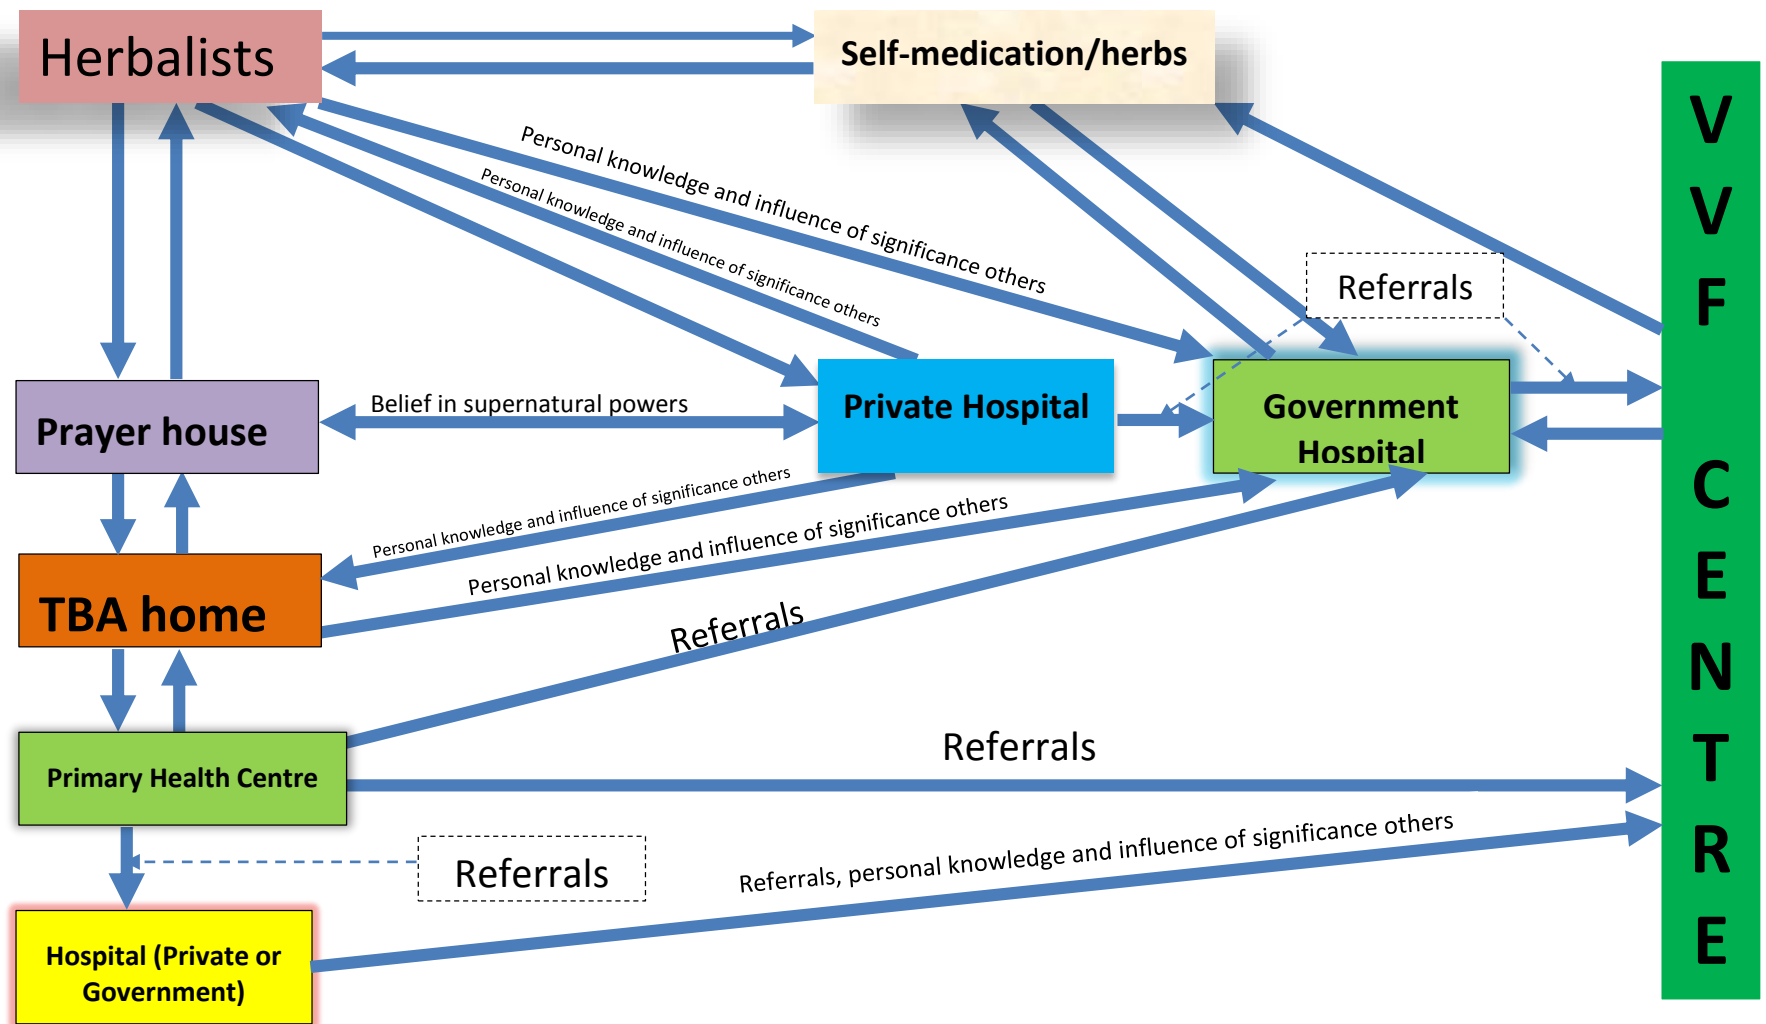 Herbalists
Self-medication/herbs
Personal knowledge and influence of significance others
Personal knowledge and influence of significance others
Referrals
Prayer house
Belief in supernatural powers
Private Hospital
Government
Hospital
Personal knowledge and influence of significance others
Personal knowledge and influence of significance others
TBA home
Referrals
Primary Health Centre
Referrals
Referrals
Referrals, personal knowledge and influence of significance others
Hospital (Private or
Government)
V
V
F
C
E
N
T
R
E